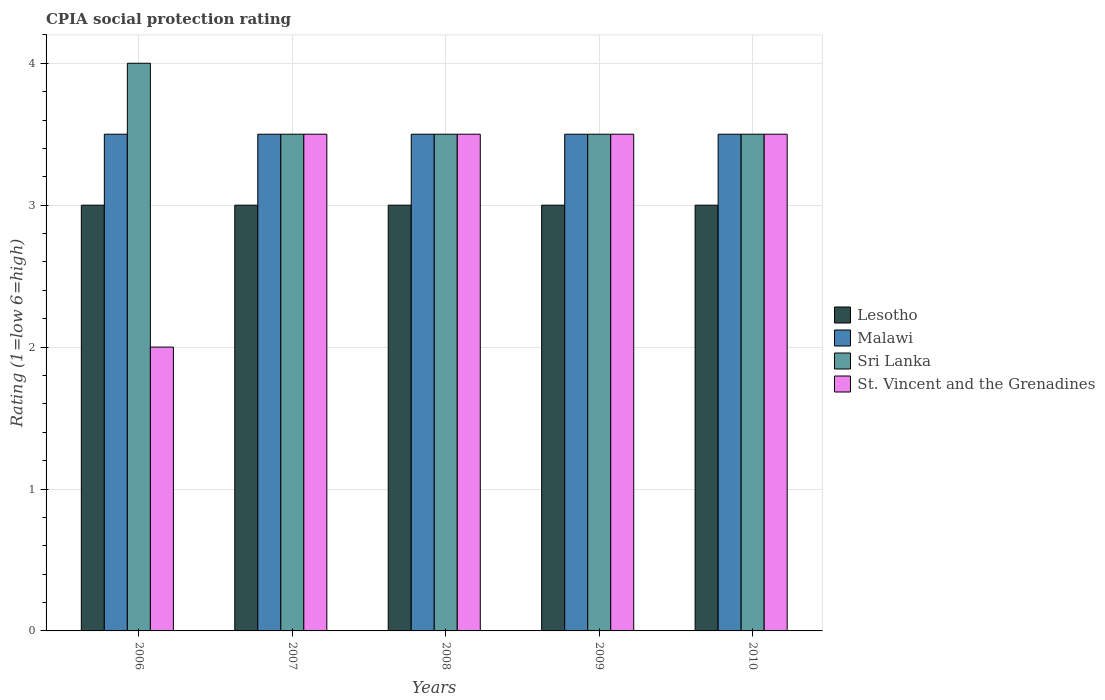 CPIA social protection rating
Rating (1=low 6=high)
4
3
2
1
0
2006
2007
2008
2009
2010
Years
Lesotho
Malawi
Sri Lanka
St. Vincent and the Grenadines